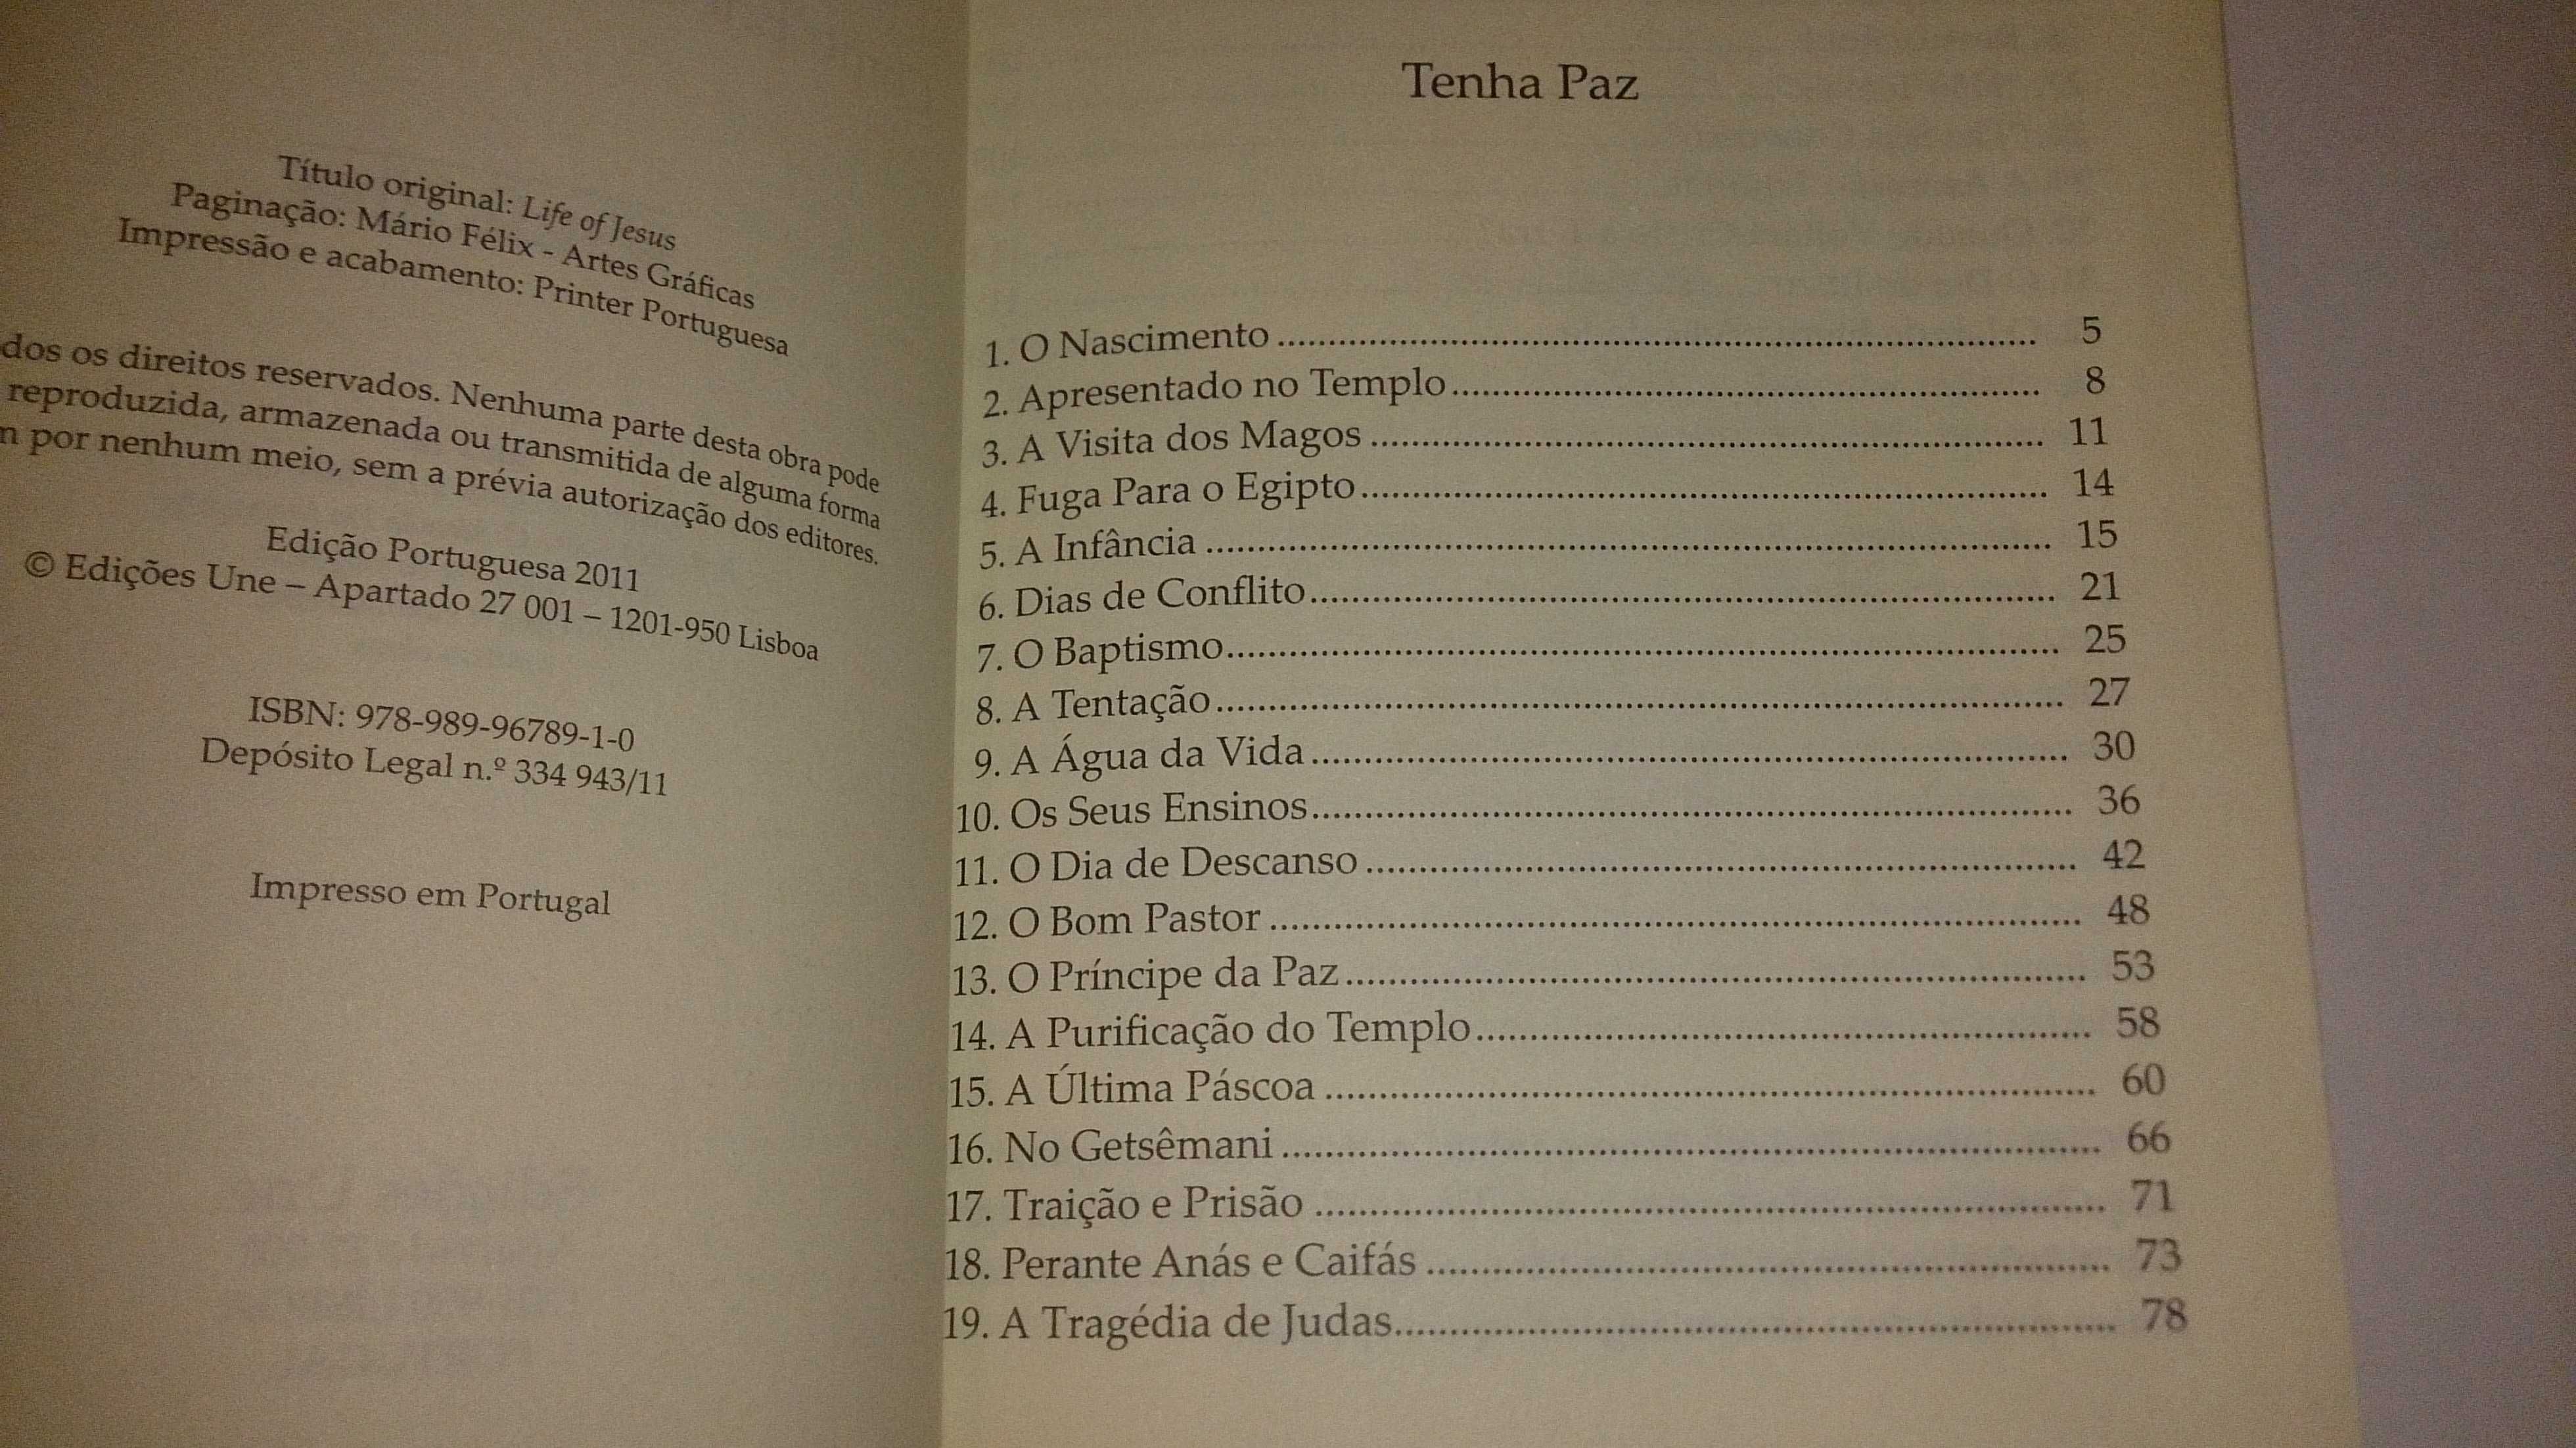 Título original: Life of Jesus
Paginação: Mário Félix - Artes Gráficas
Impressão e acabamento: Printer Portuguesa
os direitos reservados. Nenhuma parte desta obra pode
reproduzida, armazenada ou transmitida de alguma forma
por nenhum meio, sem a prévia autorização dos editores.
Edição Portuguesa 2011
© Edições Une – Apartado 27 001 – 1201-950 Lisboa
ISBN: 978-989-96789-1-0
Depósito Legal n.º 334 943/11
Impresso em Portugal
Tenha Paz
1. O Nascimento ..... 5
2. Apresentado no Templo ..... 8
3. A Visita dos Magos ..... 11
4. Fuga Para o Egipto ..... 14
5. A Infância ..... 15
6. Dias de Conflito ..... 21
7. O Baptismo ..... 25
8. A Tentação ..... 27
9. A Água da Vida ..... 30
10. Os Seus Ensinos ..... 36
11. O Dia de Descanso ..... 42
12. O Bom Pastor ..... 48
13. O Príncipe da Paz ..... 53
14. A Purificação do Templo ..... 58
15. A Última Páscoa ..... 60
16. No Getsêmani ..... 66
17. Traição e Prisão ..... 71
18. Perante Anás e Caifás ..... 73
19. A Tragédia de Judas ..... 78